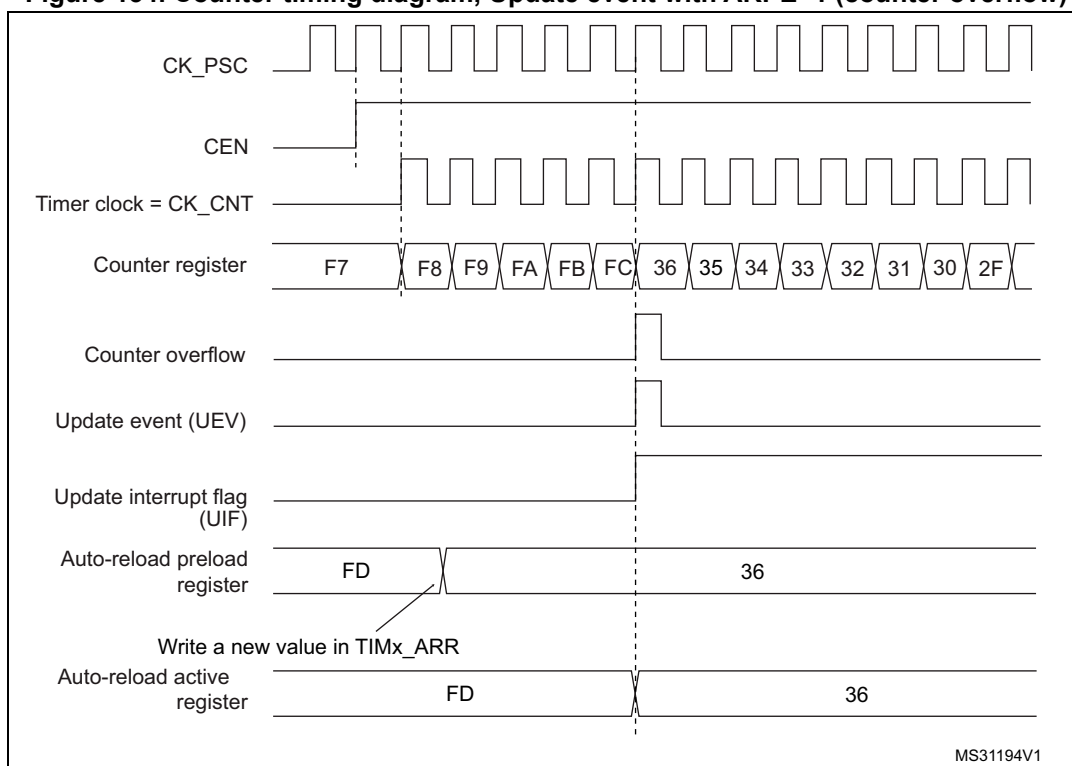 CK_PSC
CEN
Timer clock = CK_CNT
Counter register F7 F8 F9 FA FB FC 36 35 34 33 32 31 30 2F
Counter overflow
Update event (UEV)
Update interrupt flag
(UIF)
Auto-reload preload
register
FD 36
Write a new value in TIMx_ARR
Auto-reload active
register
FD 36
MS31194V1